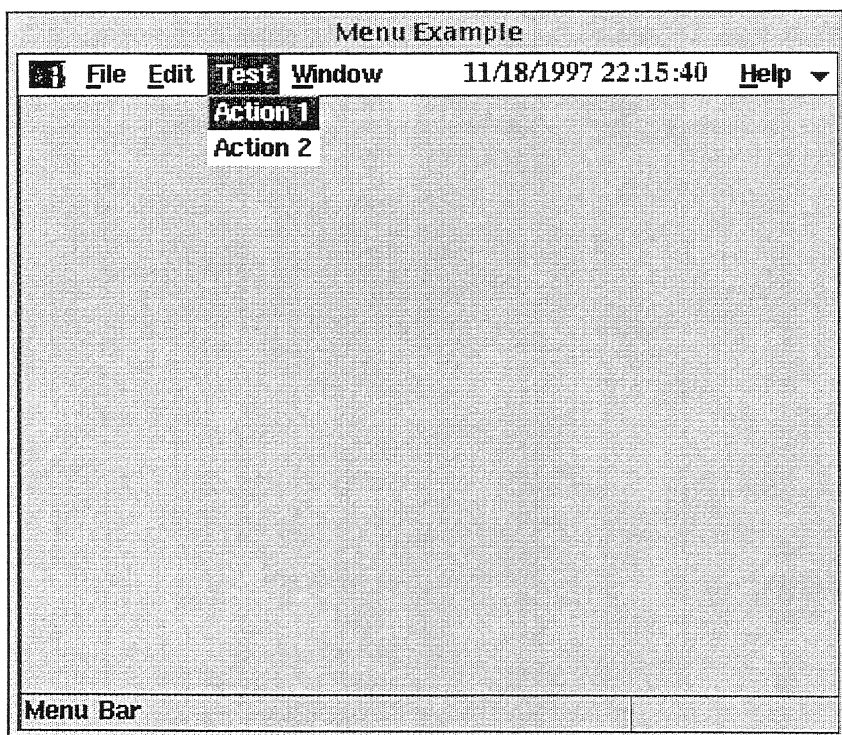 Menu Example
File Edit Test Window 11/18/1997 22:15:40 Help
Action 1
Action 2
Menu Bar